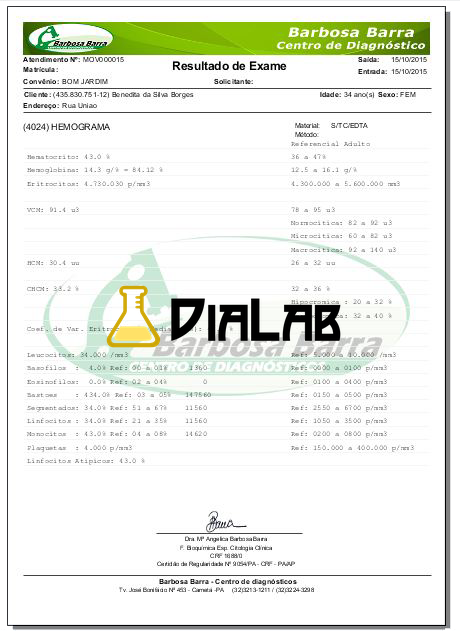 Barbosa Barra
Centro de Diagnóstico
Barbosa Barra
Centro de Diagnóstico
Atendimento Nº: MOV000015
Resultado de Exame
Saída: 15/10/2015
Matrícula:
Entrada: 15/10/2015
Convênio: BOM JARDIM
Solicitante:
Cliente: (435.830.751-12) Benedita da Silva Borges
Idade: 34 ano(s) Sexo: FEM
Endereço: Rua Uniao
(4024) HEMOGRAMA
Material: S/TC/EDTA
Método:
Referencial Adulto
Hematocrito: 43.0 % 36 a 47%
Hemoglobina: 14.3 g/% = 84.12 % 12.5 a 16.1 g/%
Eritrocitos: 4.730.030 p/mm3 4.300.000 a 5.600.000 mm3
VCM: 91.4 u3 78 a 95 u3
Normocitica: 82 a 92 u3
Microcitica: 60 a 82 u3
Macrocitica: 92 a 140 u3
HCM: 30.4 uu 26 a 32 uu
CHCM: 33.2 % 32 a 36 %
Hipocromica : 20 a 32 %
: 32 a 40 %
DIALAB
Coef. de Var.
Barbosa Barra
Leucocitos: 34.000 /mm3 Ref: 5.000 a 10.000 /mm3
Basofilos : 4.0% Ref: 00 a 01% 1360 Ref: 0000 a 0100 p/mm3
Eosinofilos: 0.0% Ref: 02 a 04% 0 Ref: 0100 a 0400 p/mm3
Bastoes : 434.0% Ref: 03 a 05% 147560 Ref: 0150 a 0500 p/mm3
Segmentados: 34.0% Ref: 51 a 67% 11560 Ref: 2550 a 6700 p/mm3
Linfocitos : 34.0% Ref: 21 a 35% 11560 Ref: 1050 a 3500 p/mm3
Monocitos : 43.0% Ref: 04 a 08% 14620 Ref: 0200 a 0800 p/mm3
Plaquetas : 4.000 p/mm3 Ref: 150.000 a 400.000 p/mm3
Linfocitos Atipicos: 43.0 %
Dra. Mª Angelica Barbosa Barra
F. Bioquímica Esp. Citologia Clínica
CRF 1688/0
Certidão de Regularidade Nº 9054/PA - CRF - PA/AP
Barbosa Barra - Centro de diagnósticos
Tv. José Bonifácio Nº 453 - Cametá -PA (32)3213-1211 / (32)3224-3298